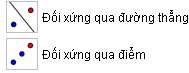 Đối xứng qua đường thẳng
Đối xứng qua điểm